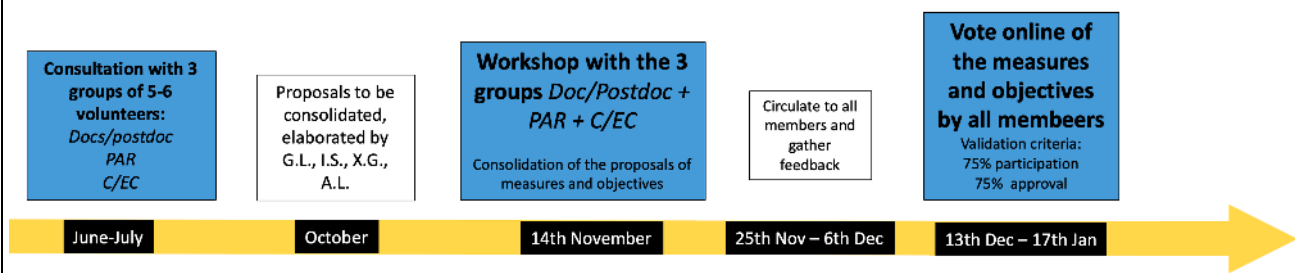 Consultation with 3
groups of 5-6
volunteers:
Docs/postdoc
PAR
C/EC
June-July
Proposals to be
consolidated,
elaborated by
G.L., I.S., X.G.,
A.L.
October
Workshop with the 3
groups Doc/Postdoc +
PAR + C/EC
Consolidation of the proposals of
measures and objectives
14th November
Circulate to all
members and
gather
feedback
25th Nov – 6th Dec
Vote online of
the measures
and objectives
by all membeers
Validation criteria:
75% participation
75% approval
13th Dec – 17th Jan